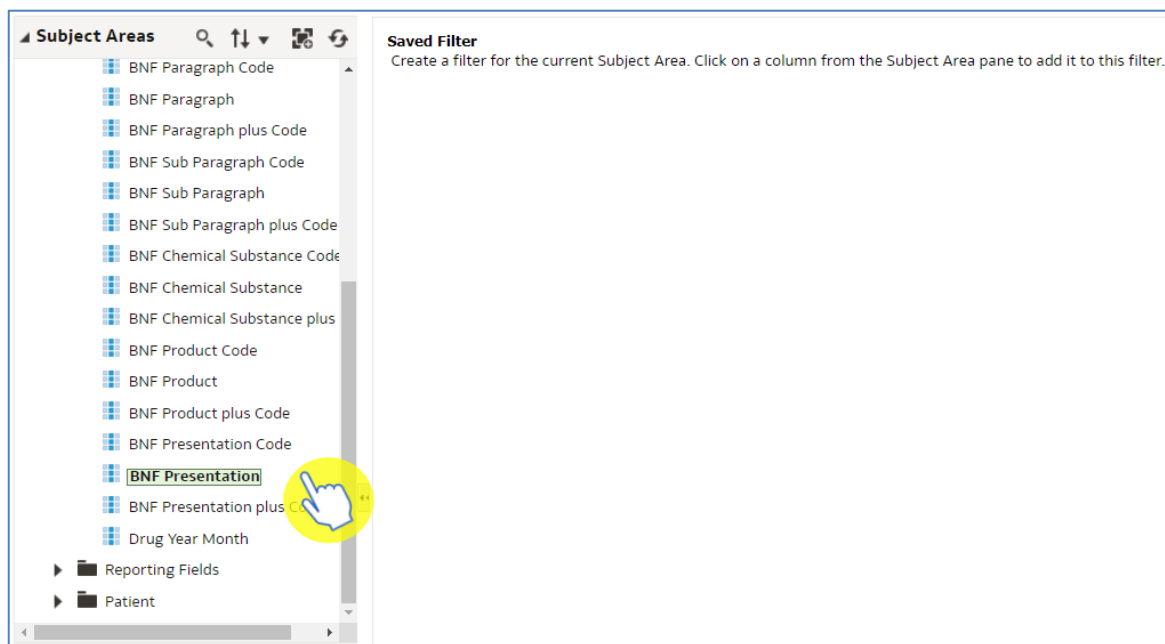 Subject Areas
BNF Paragraph Code
BNF Paragraph
BNF Paragraph plus Code
BNF Sub Paragraph Code
BNF Sub Paragraph
BNF Sub Paragraph plus Code
BNF Chemical Substance Code
BNF Chemical Substance
BNF Chemical Substance plus
BNF Product Code
BNF Product
BNF Product plus Code
BNF Presentation Code
BNF Presentation
BNF Presentation plus
Drug Year Month
Reporting Fields
Patient
Saved Filter
Create a filter for the current Subject Area. Click on a column from the Subject Area pane to add it to this filter.